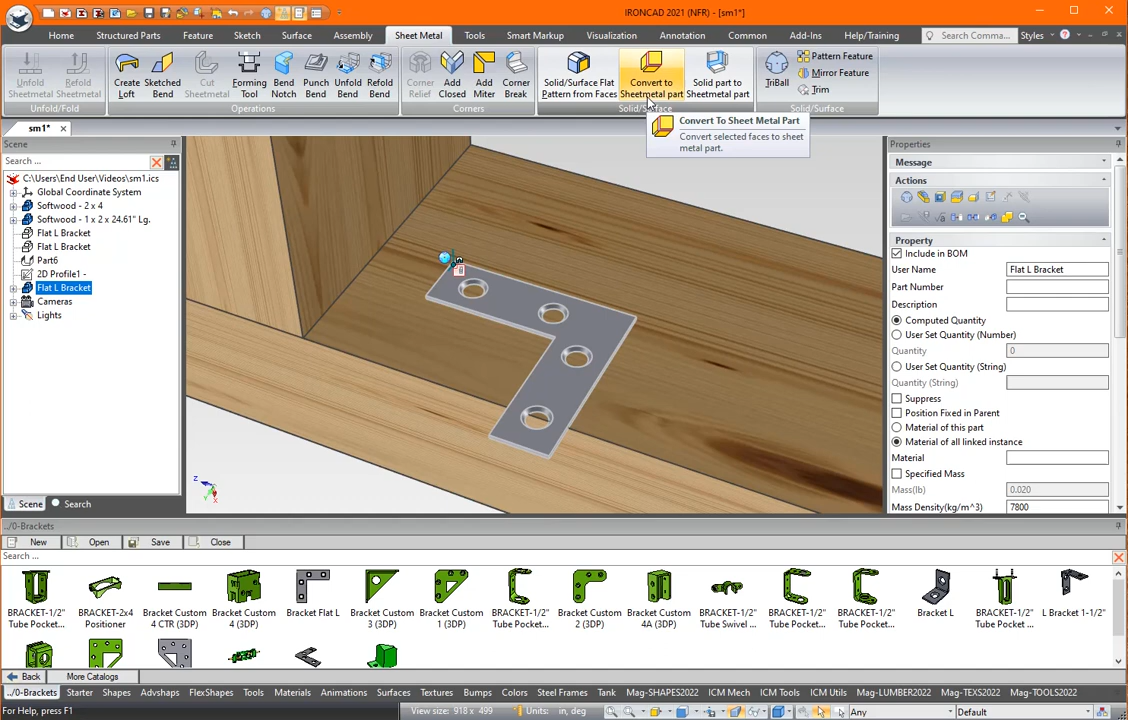 IRONCAD 2021 (NFR) - [sm1*]
Home Structured Parts Feature Sketch Surface Assembly Sheet Metal Tools Smart Markup Visualization Annotation Common Add-Ins Help/Training Search Comma... Styles
Unfold Sheetmetal
Refold Sheetmetal
Unfold/Fold
Create Loft
Sketched Bend
Cut Sheetmetal
Forming Tool
Bend Notch
Punch Bend
Unfold Bend
Refold Bend
Operations
Corner Relief
Add Closed
Add Miter
Corner Break
Corners
Solid/Surface Flat Pattern from Faces
Convert to Sheetmetal part
Solid part to Sheetmetal part
TriBall
Pattern Feature
Mirror Feature
Trim
Solid/Surface
Convert To Sheet Metal Part
Convert selected faces to sheet
metal part.
sm1*
Scene
Search ...
C:\Users\End User\Videos\sm1.ics
Global Coordinate System
Softwood - 2 x 4
Softwood - 1 x 2 x 24.61" Lg.
Flat L Bracket
Flat L Bracket
Part6
2D Profile1 -
Flat L Bracket
Cameras
Lights
Scene Search
Properties
Message
Actions
Property
Include in BOM
User Name Flat L Bracket
Part Number
Description
Computed Quantity
User Set Quantity (Number)
Quantity 0
User Set Quantity (String)
Quantity (String)
Suppress
Position Fixed in Parent
Material of this part
Material of all linked instance
Material
Specified Mass
Mass(lb) 0.020
Mass Density(kg/m^3) 7800
../0-Brackets
New Open Save Close
Search ...
BRACKET-1/2" Tube Pocket...
BRACKET-2x4 Positioner
Bracket Custom 4 CTR (3DP)
Bracket Custom 4 (3DP)
Bracket Flat L
Bracket Custom 3 (3DP)
Bracket Custom 1 (3DP)
BRACKET-1/2" Tube Pocket...
Bracket Custom 2 (3DP)
Bracket Custom 4A (3DP)
BRACKET-1/2" Tube Swivel ...
BRACKET-1/2" Tube Pocket...
BRACKET-1/2" Tube Pocket...
Bracket L
BRACKET-1/2" Tube Pocket ...
L Bracket 1-1/2"
Back More Catalogs
../0-Brackets Starter Shapes Advshaps FlexShapes Tools Materials Animations Surfaces Textures Bumps Colors Steel Frames Tank Mag-SHAPES2022 ICM Mech ICM Tools ICM Utils Mag-LUMBER2022 Mag-TEXS2022 Mag-TOOLS2022
For Help, press F1 View size: 918 x 499 Units: in, deg Any Default